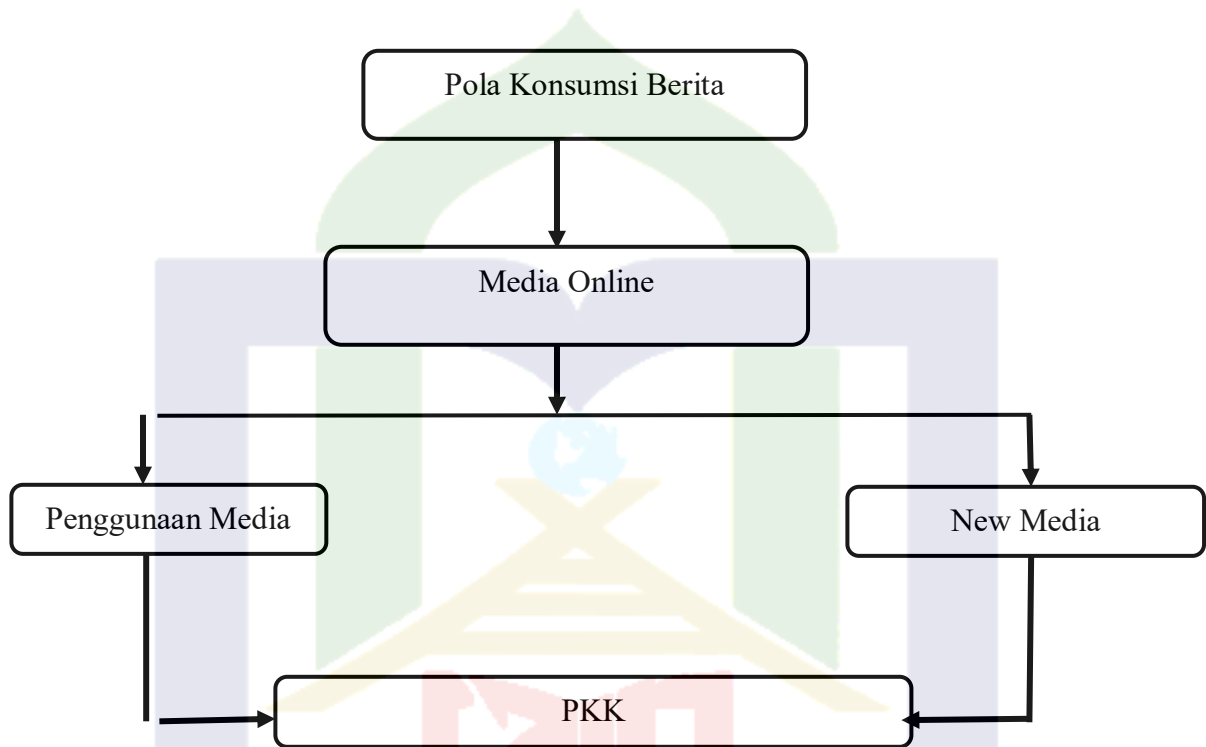 Pola Konsumsi Berita
Media Online
Penggunaan Media
New Media
PKK